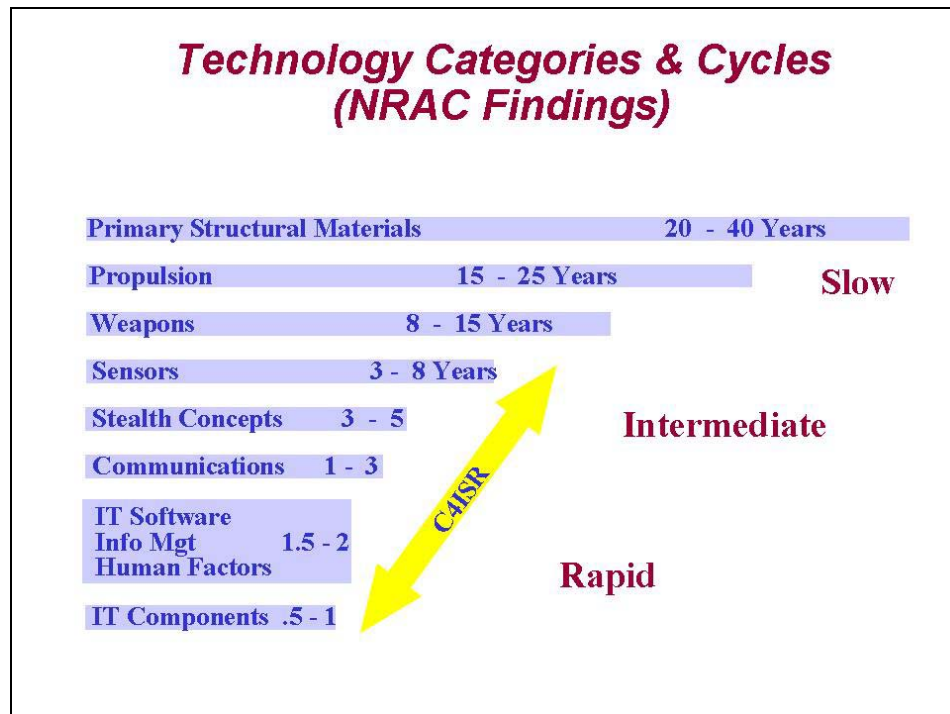 Technology Categories & Cycles
(NRAC Findings)
Primary Structural Materials 20 - 40 Years
Propulsion 15 - 25 Years
Slow
Weapons 8 - 15 Years
Sensors 3 - 8 Years
Stealth Concepts 3 - 5
Intermediate
Communications 1 - 3
C4ISR
IT Software
Info Mgt 1.5 - 2
Human Factors
Rapid
IT Components .5 - 1